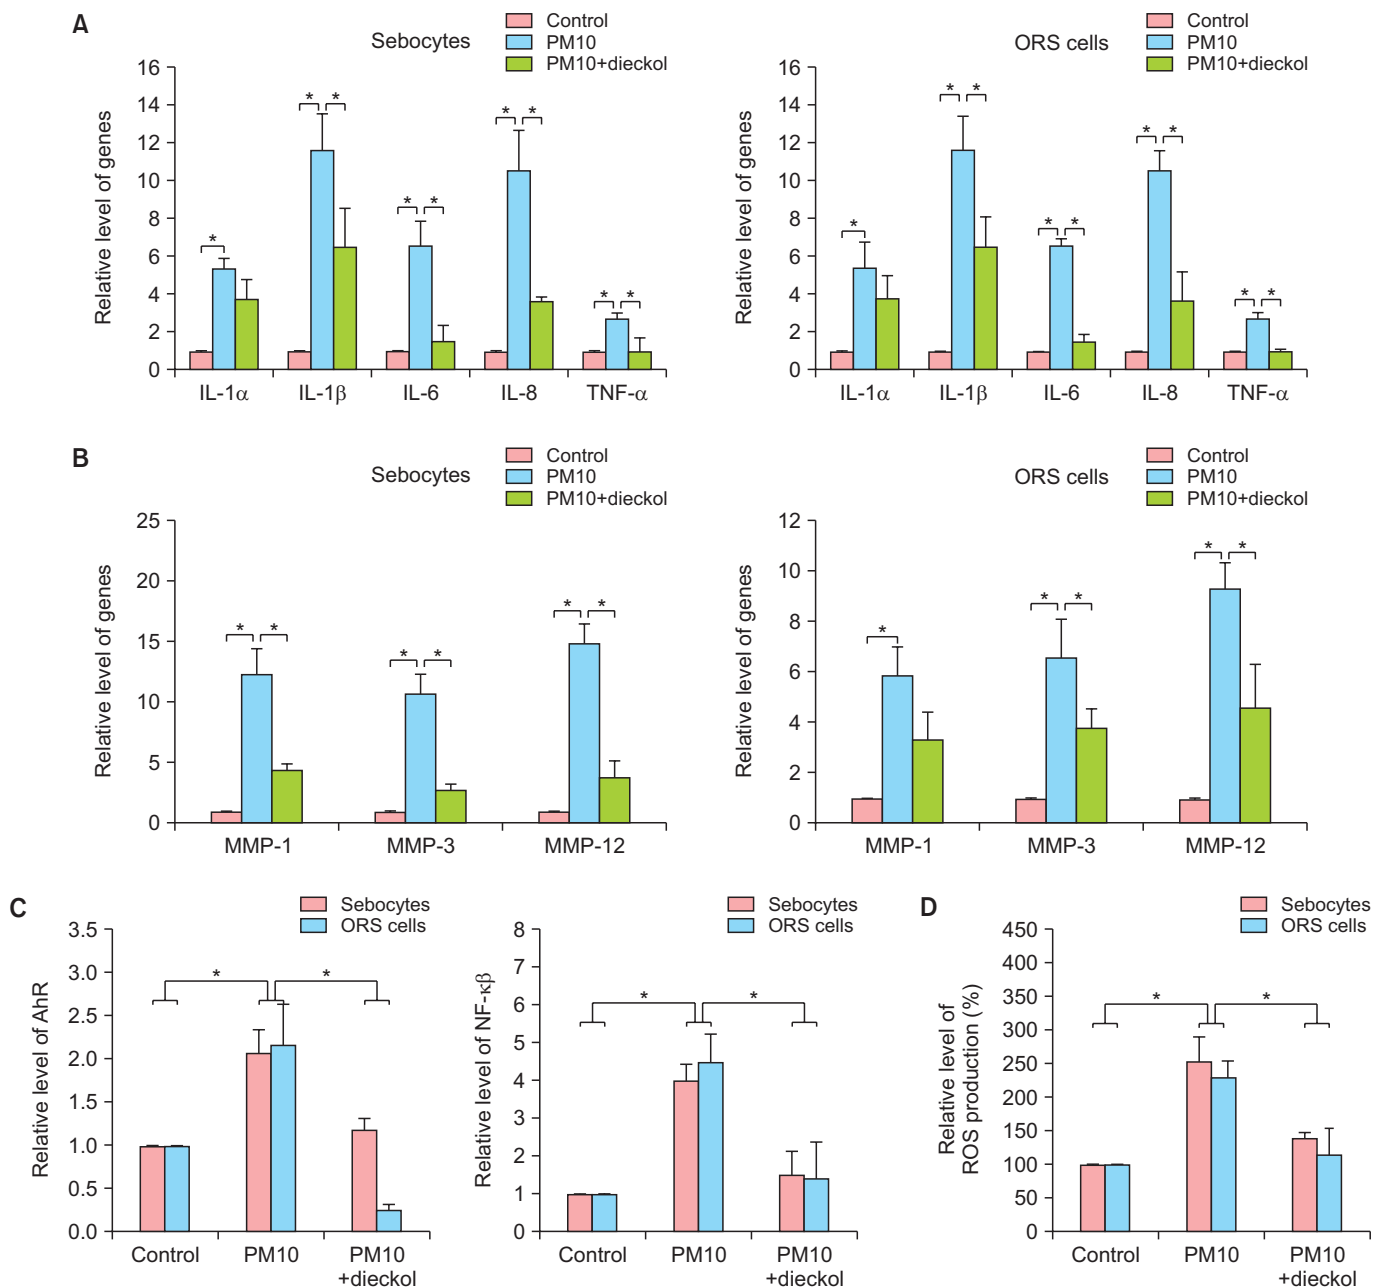 A
Sebocytes
Control
PM10
PM10+dieckol
Relative level of genes
16
14
12
10
8
6
4
2
0
* * * * * * * * *
IL-1α IL-1β IL-6 IL-8 TNF-α
ORS cells
Control
PM10
PM10+dieckol
Relative level of genes
16
14
12
10
8
6
4
2
0
* * * * * * * * *
IL-1α IL-1β IL-6 IL-8 TNF-α
B
Sebocytes
Control
PM10
PM10+dieckol
Relative level of genes
25
20
15
10
5
0
* * * * * *
MMP-1 MMP-3 MMP-12
ORS cells
Control
PM10
PM10+dieckol
Relative level of genes
12
10
8
6
4
2
0
* * * * *
MMP-1 MMP-3 MMP-12
C
Sebocytes
ORS cells
Relative level of AhR
3.5
3.0
2.5
2.0
1.5
1.0
0.5
0.0
* *
Control PM10 PM10
+dieckol
Sebocytes
ORS cells
Relative level of NF-κβ
8
7
6
5
4
3
2
1
0
* *
Control PM10 PM10
+dieckol
D
Sebocytes
ORS cells
Relative level of
ROS production (%)
450
400
350
300
250
200
150
100
50
0
* *
Control PM10 PM10
+dieckol